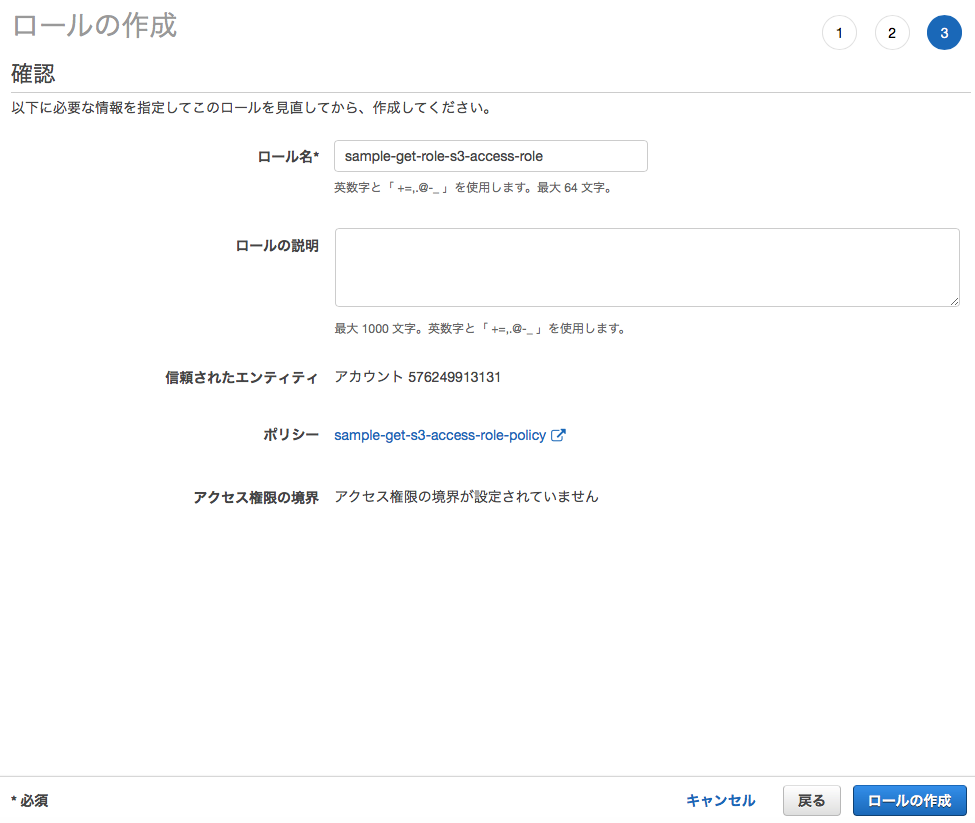 ロールの作成
1 2 3
確認
以下に必要な情報を指定してこのロールを見直してから、作成してください。
ロール名* sample-get-role-s3-access-role
英数字と「 +=,.@-_ 」を使用します。最大 64 文字。
ロールの説明
最大 1000 文字。英数字と「 +=,.@-_ 」を使用します。
信頼されたエンティティ アカウント 576249913131
ポリシー sample-get-s3-access-role-policy
アクセス権限の境界 アクセス権限の境界が設定されていません
* 必須 キャンセル 戻る ロールの作成